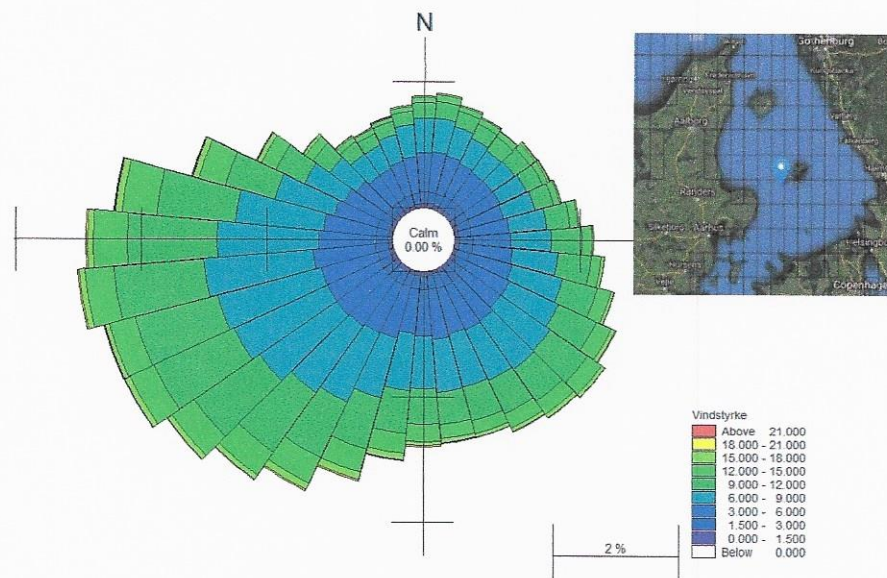 N
Calm
0.00 %
Gothenburg
Aalborg
Randers
Silkeborg
Aarhus
Copenhage
Vindstyrke
Above 21.000
18.000 - 21.000
15.000 - 18.000
12.000 - 15.000
9.000 - 12.000
6.000 - 9.000
3.000 - 6.000
1.500 - 3.000
0.000 - 1.500
Below 0.000
2 %